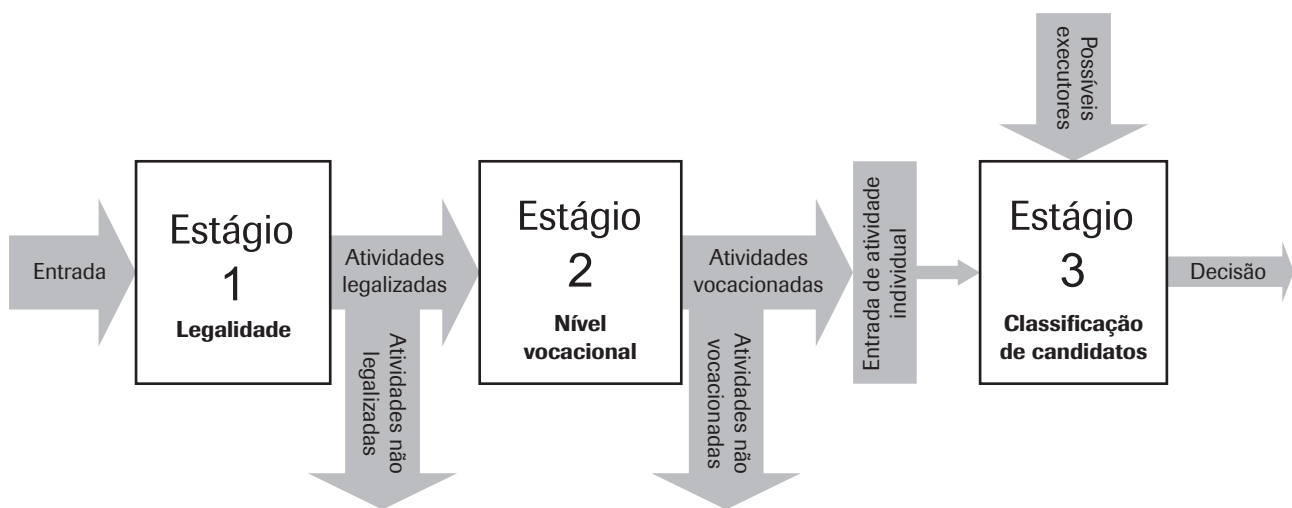 Possíveis
executores
Entrada
Estágio
1
Legalidade
Atividades
legalizadas
Atividades não
legalizadas
Estágio
2
Nível
vocacional
Atividades
vocacionadas
Atividades não
vocacionadas
Entrada de atividade
individual
Estágio
3
Classificação
de candidatos
Decisão